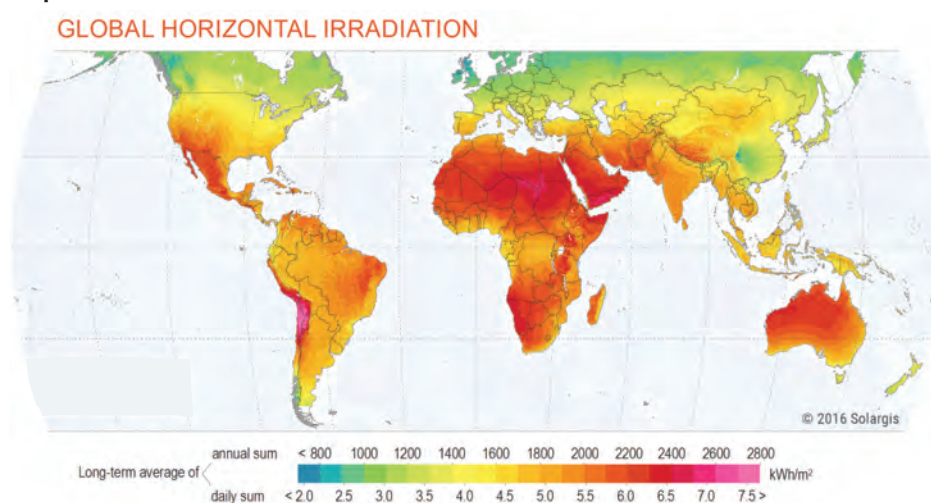 GLOBAL HORIZONTAL IRRADIATION
© 2016 Solargis
annual sum < 800 1000 1200 1400 1600 1800 2000 2200 2400 2600 2800
Long-term average of kWh/m²
daily sum < 2.0 2.5 3.0 3.5 4.0 4.5 5.0 5.5 6.0 6.5 7.0 7.5 >